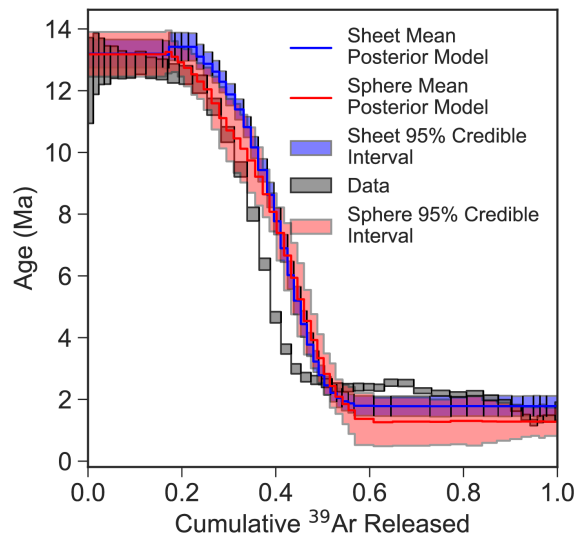 14
12
10
8
6
4
2
0
Age (Ma)
Sheet Mean
Posterior Model
Sphere Mean
Posterior Model
Sheet 95% Credible
Interval
Data
Sphere 95% Credible
Interval
0.0 0.2 0.4 0.6 0.8 1.0
Cumulative ³⁹Ar Released